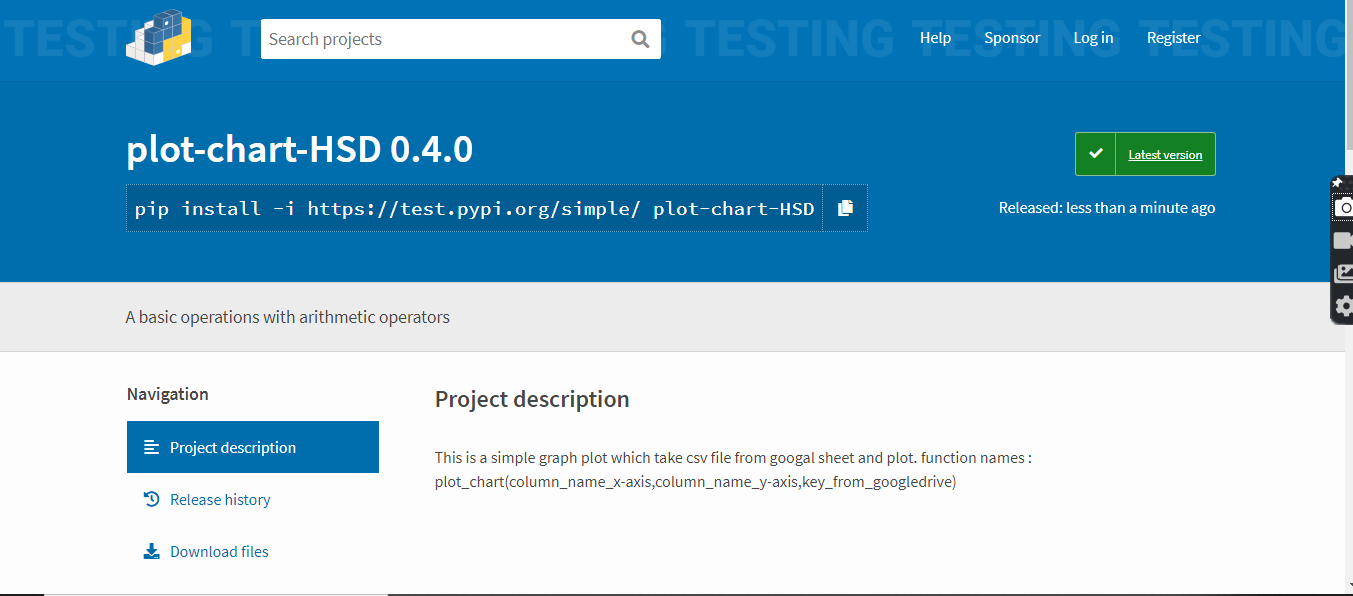 TESTING TESTING TESTING TESTING TESTING
Search projects
Help Sponsor Log in Register
plot-chart-HSD 0.4.0
Latest version
pip install -i https://test.pypi.org/simple/ plot-chart-HSD
Released: less than a minute ago
A basic operations with arithmetic operators
Navigation
Project description
Release history
Download files
Project description
This is a simple graph plot which take csv file from googal sheet and plot. function names :
plot_chart(column_name_x-axis,column_name_y-axis,key_from_googledrive)